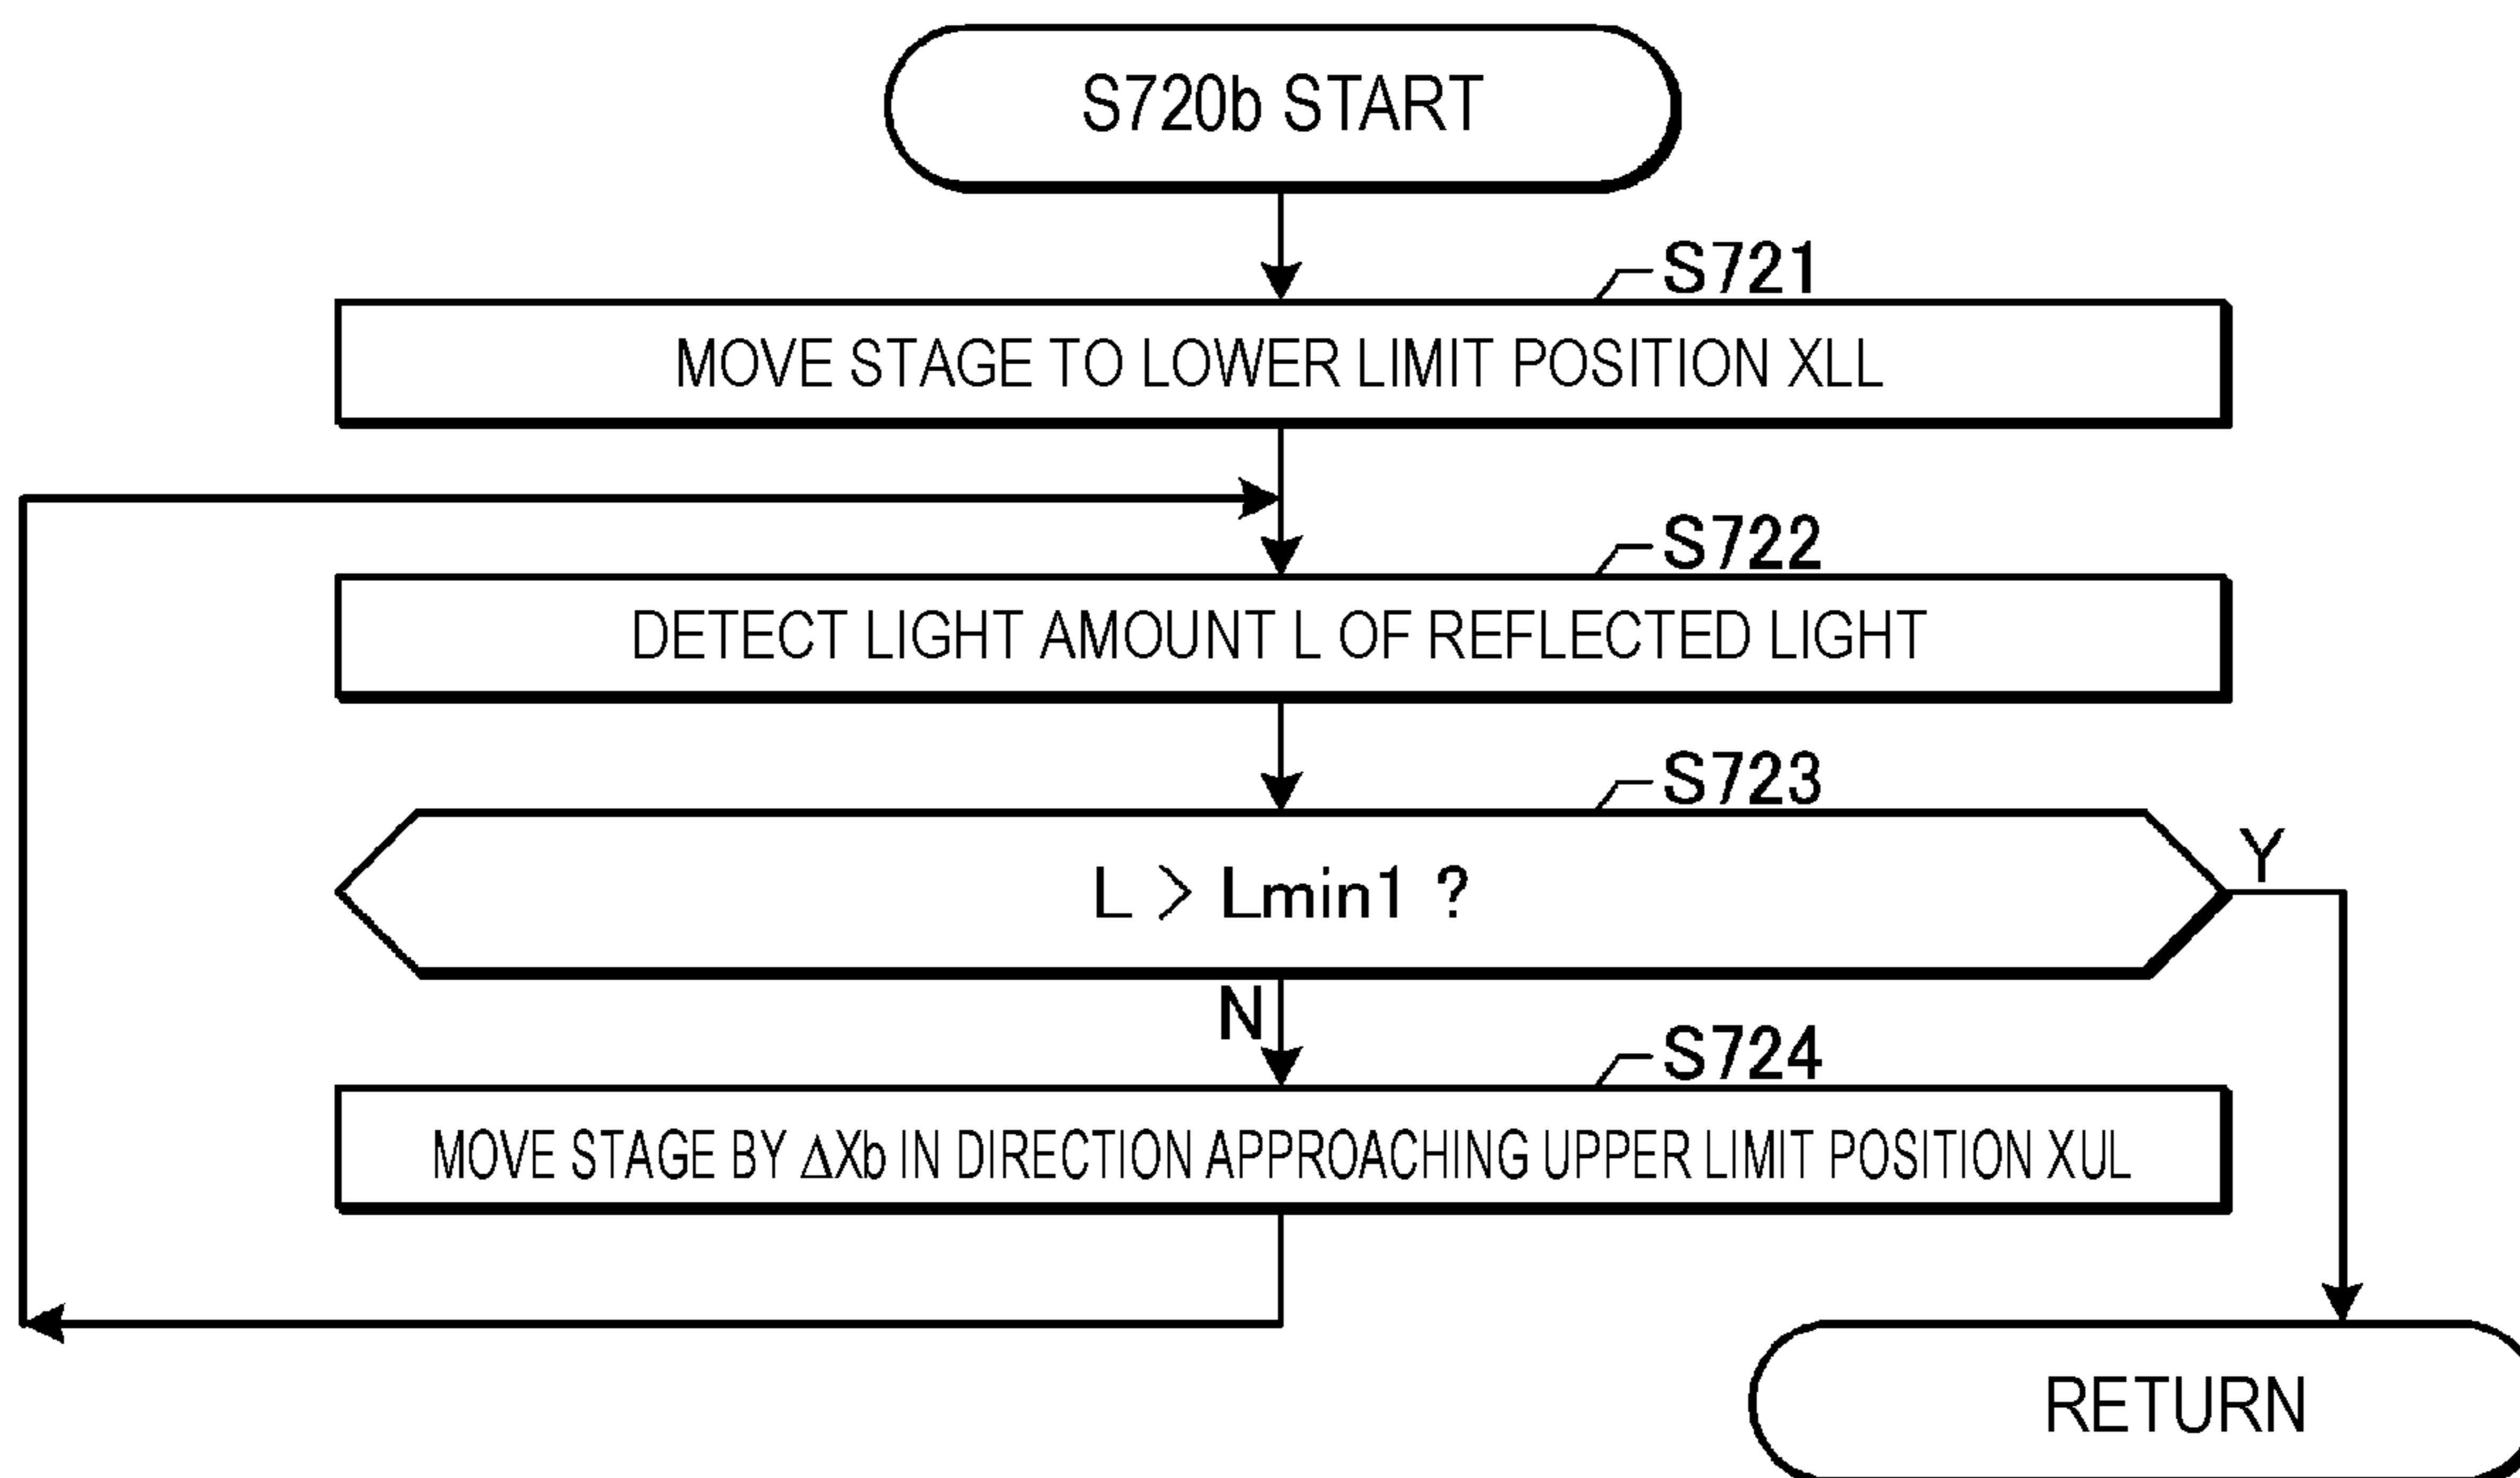 S720b START
S721
MOVE STAGE TO LOWER LIMIT POSITION XLL
S722
DETECT LIGHT AMOUNT L OF REFLECTED LIGHT
S723
L > Lmin1 ?
Y
N
S724
MOVE STAGE BY ΔXb IN DIRECTION APPROACHING UPPER LIMIT POSITION XUL
RETURN